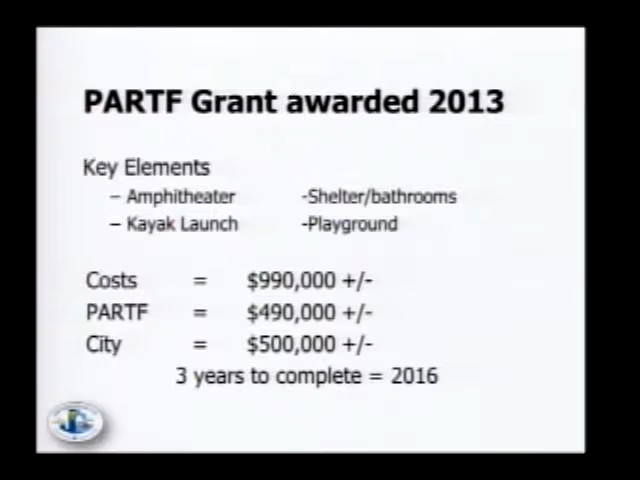 PARTF Grant awarded 2013
Key Elements
– Amphitheater -Shelter/bathrooms
– Kayak Launch -Playground
Costs = $990,000 +/-
PARTF = $490,000 +/-
City = $500,000 +/-
3 years to complete = 2016